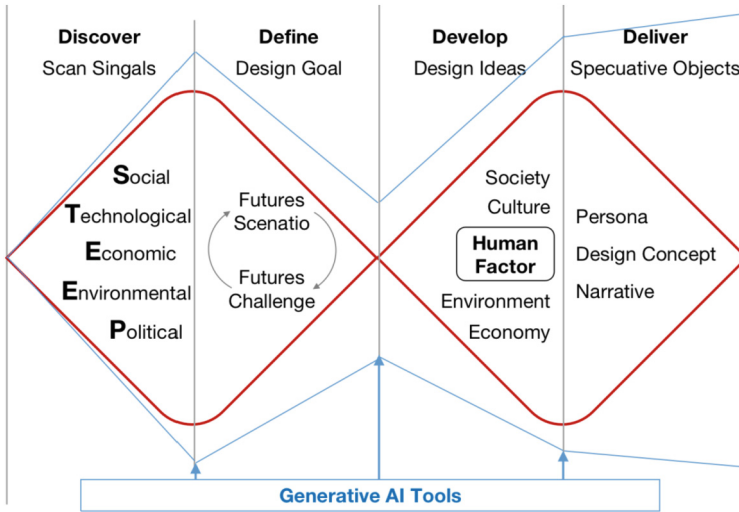 Discover
Scan Singals
Define
Design Goal
Develop
Design Ideas
Deliver
Specuative Objects
Social
Technological
Economic
Environmental
Political
Futures
Scenatio
Futures
Challenge
Society
Culture
Human
Factor
Environment
Economy
Persona
Design Concept
Narrative
Generative AI Tools